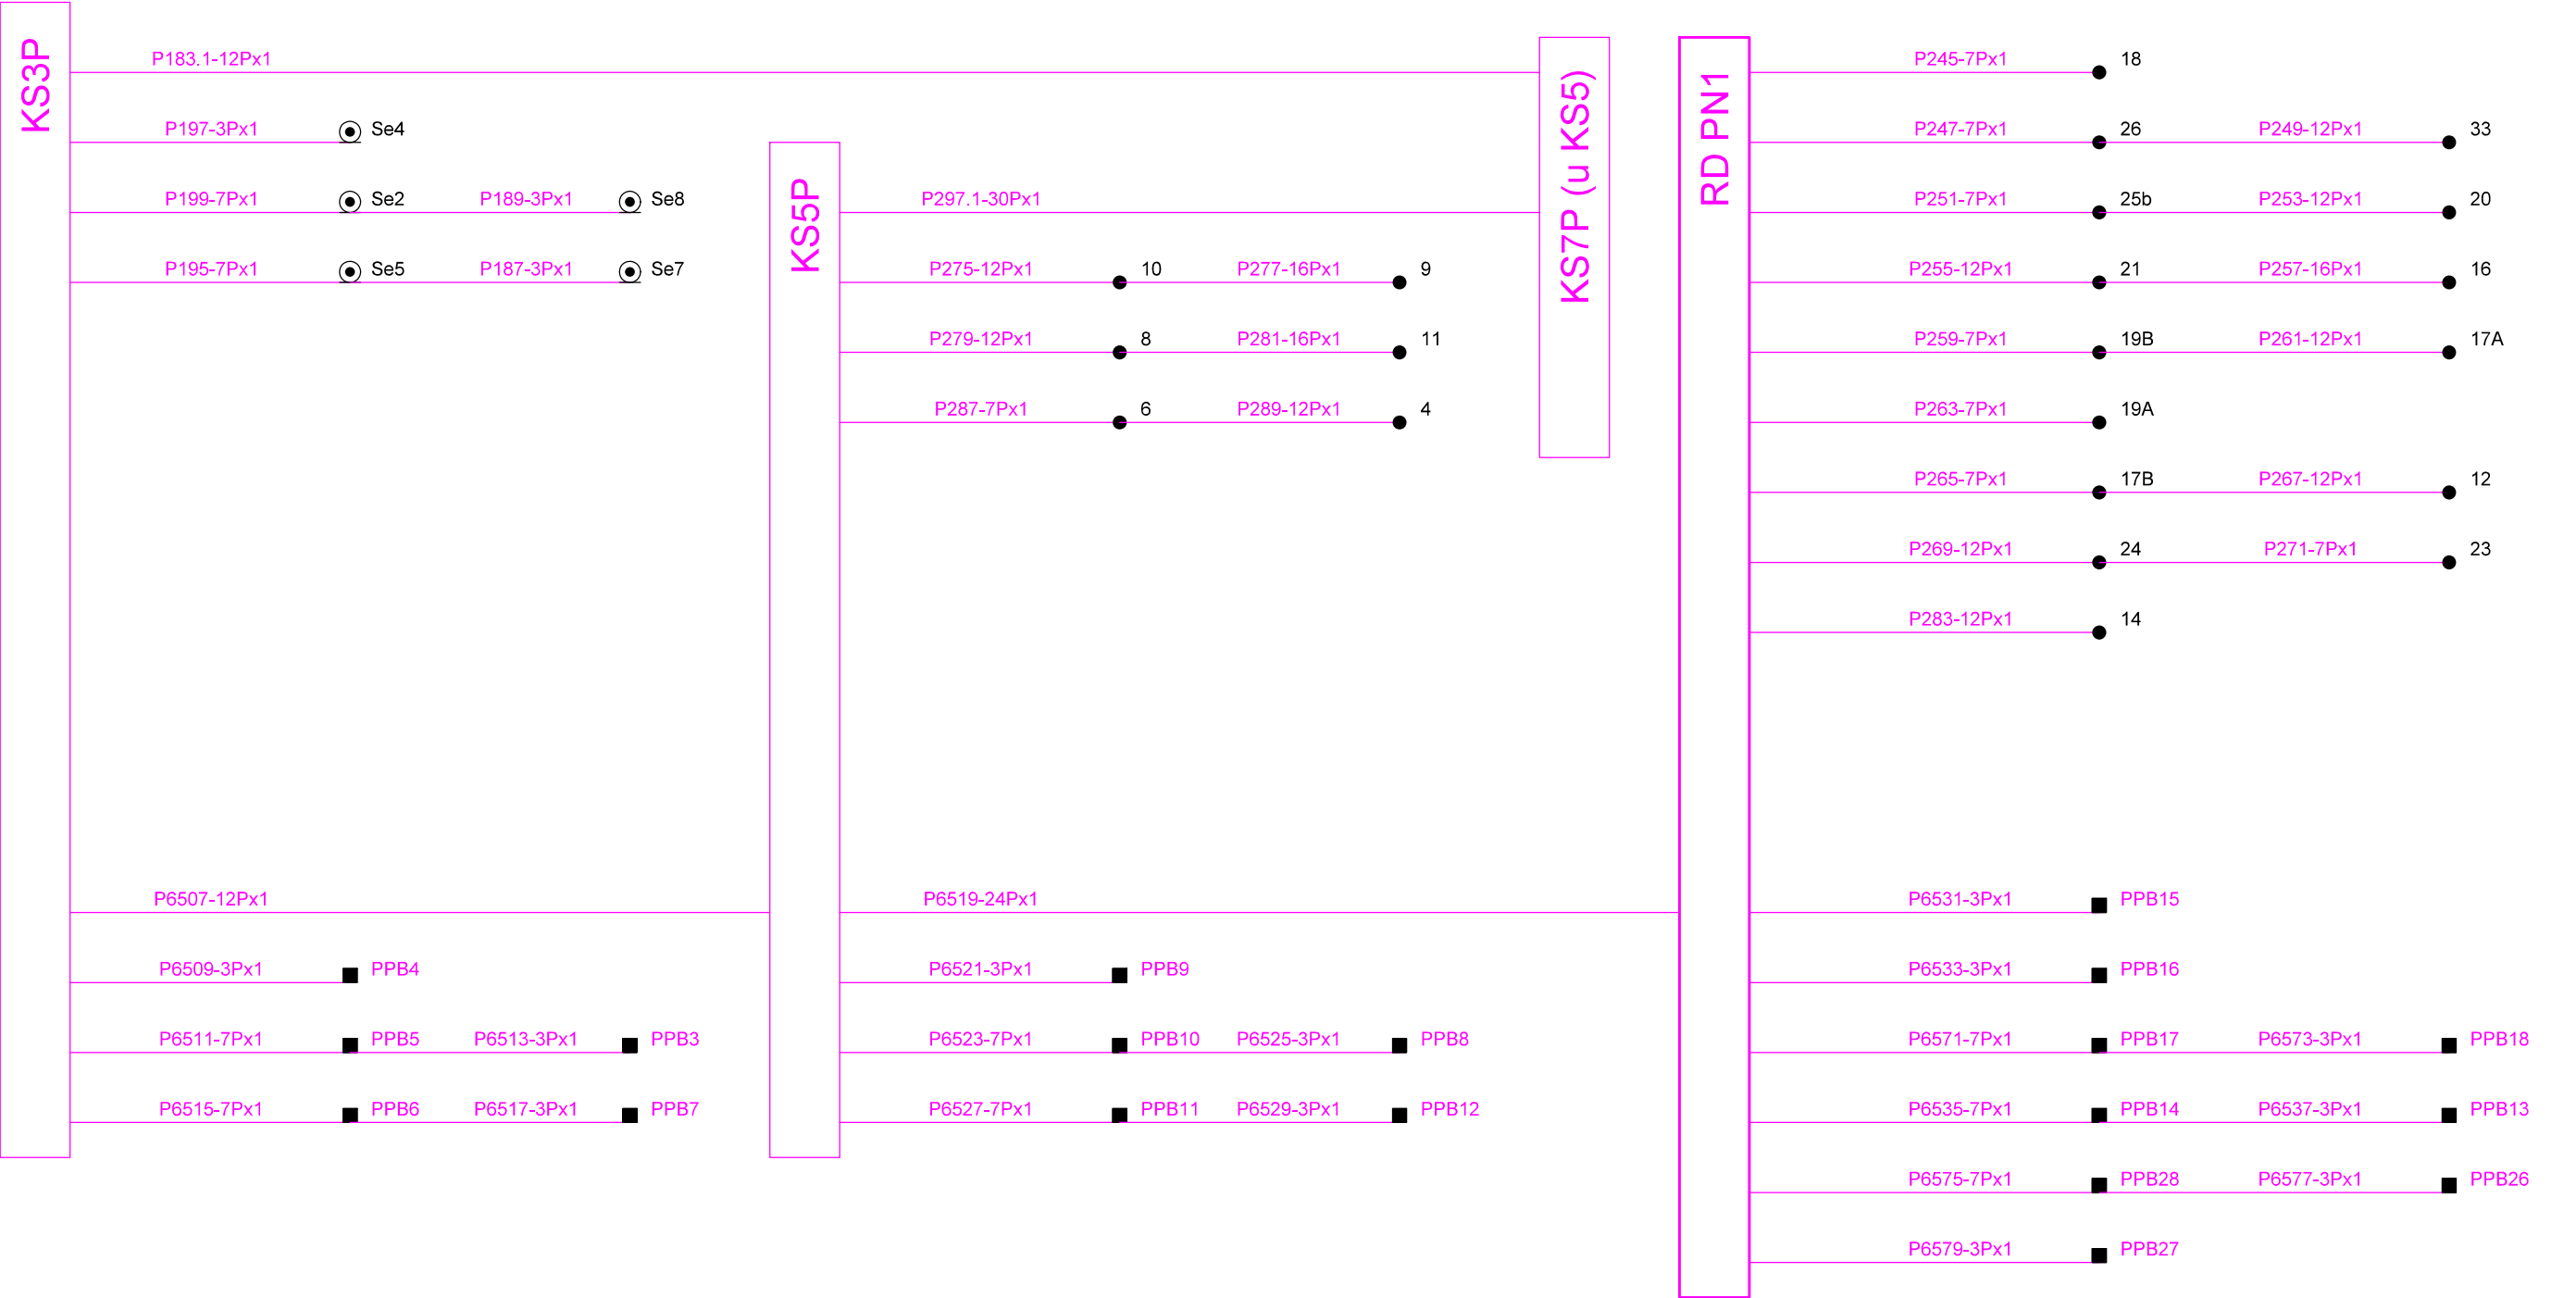 KS3P
P183.1-12Px1
P197-3Px1 Se4
P199-7Px1 Se2 P189-3Px1 Se8
P195-7Px1 Se5 P187-3Px1 Se7
P6507-12Px1
P6509-3Px1 PPB4
P6511-7Px1 PPB5 P6513-3Px1 PPB3
P6515-7Px1 PPB6 P6517-3Px1 PPB7
KS5P
P297.1-30Px1
P275-12Px1 10 P277-16Px1 9
P279-12Px1 8 P281-16Px1 11
P287-7Px1 6 P289-12Px1 4
P6519-24Px1
P6521-3Px1 PPB9
P6523-7Px1 PPB10 P6525-3Px1 PPB8
P6527-7Px1 PPB11 P6529-3Px1 PPB12
KS7P (u KS5)
RD PN1
P245-7Px1 18
P247-7Px1 26 P249-12Px1 33
P251-7Px1 25b P253-12Px1 20
P255-12Px1 21 P257-16Px1 16
P259-7Px1 19B P261-12Px1 17A
P263-7Px1 19A
P265-7Px1 17B P267-12Px1 12
P269-12Px1 24 P271-7Px1 23
P283-12Px1 14
P6531-3Px1 PPB15
P6533-3Px1 PPB16
P6571-7Px1 PPB17 P6573-3Px1 PPB18
P6535-7Px1 PPB14 P6537-3Px1 PPB13
P6575-7Px1 PPB28 P6577-3Px1 PPB26
P6579-3Px1 PPB27